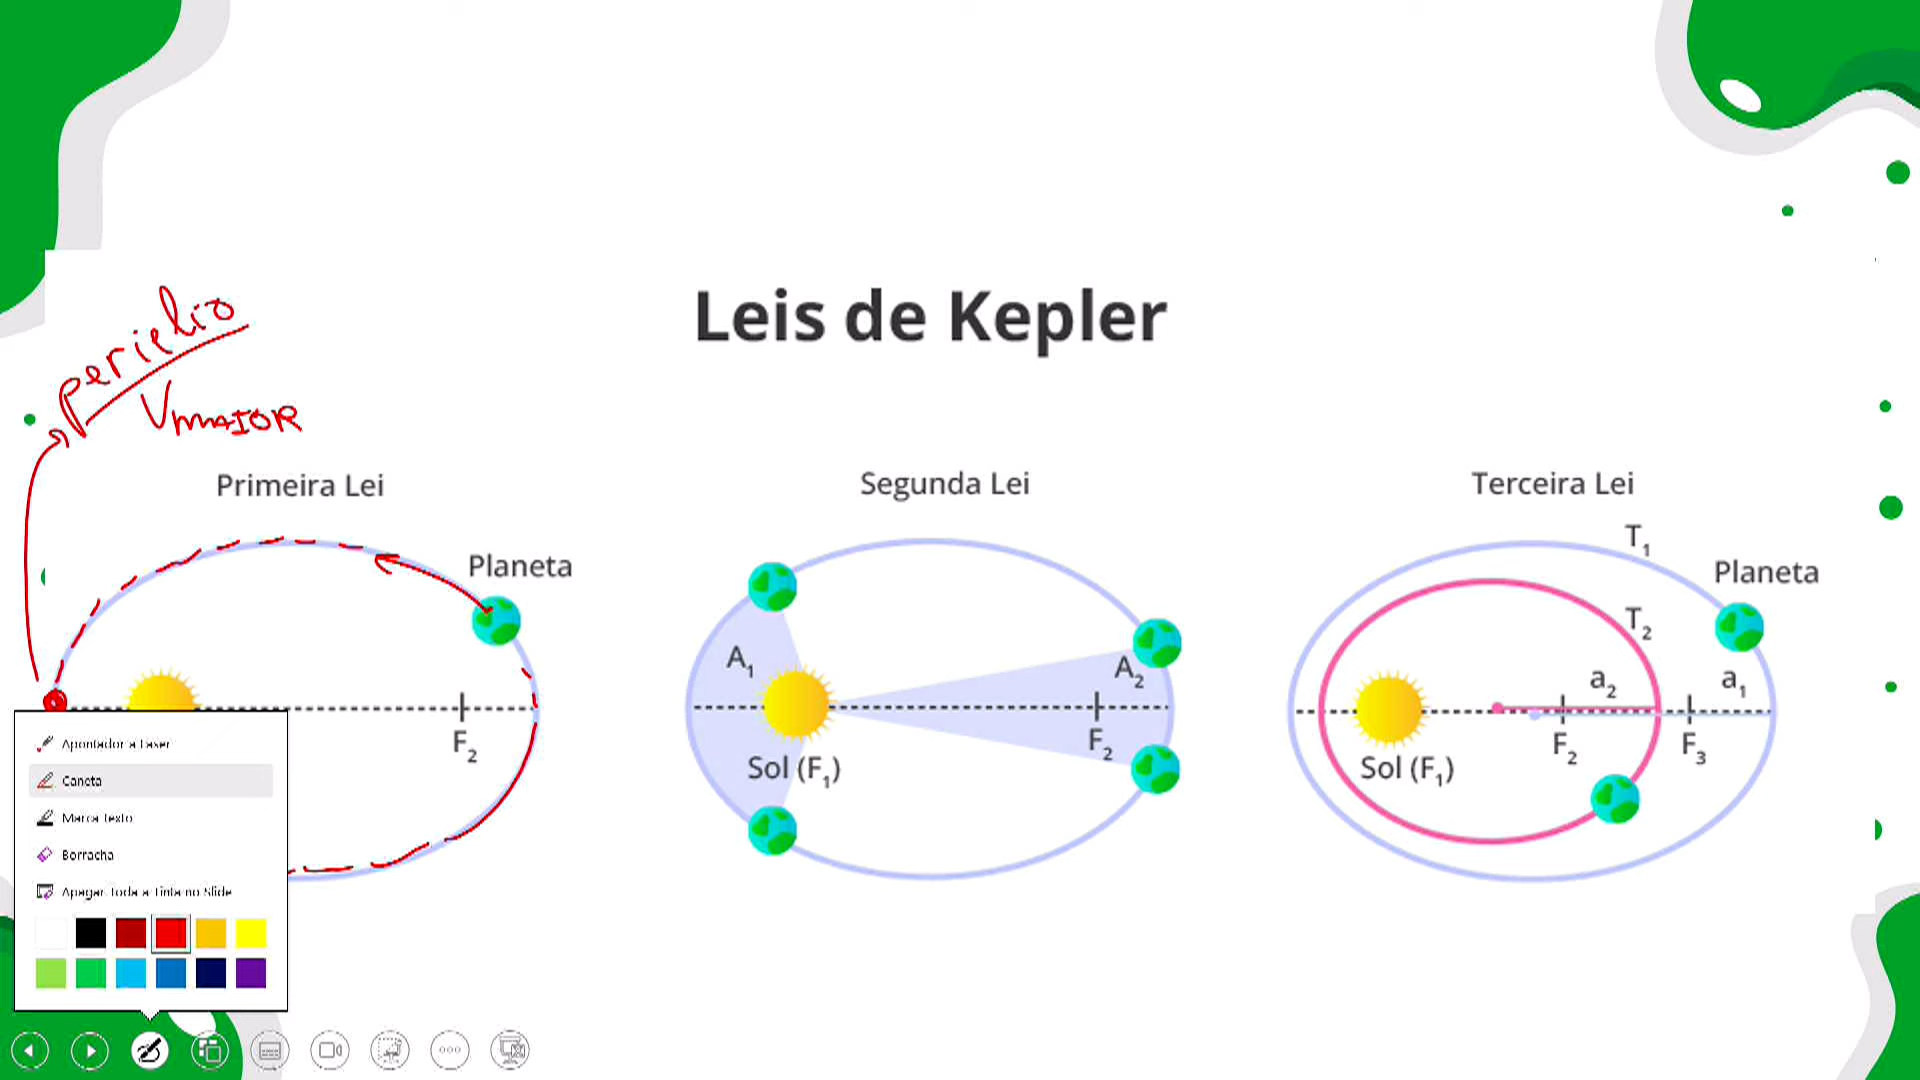 Leis de Kepler
perielio
VMAIOR
Primeira Lei
Planeta
F2
Segunda Lei
A1
A2
F2
Sol (F1)
Terceira Lei
T1
Planeta
T2
a2
a1
F2
F3
Sol (F1)
Apontador a Laser
Caneta
Marca texto
Borracha
Apagar Toda a Tinta no Slide